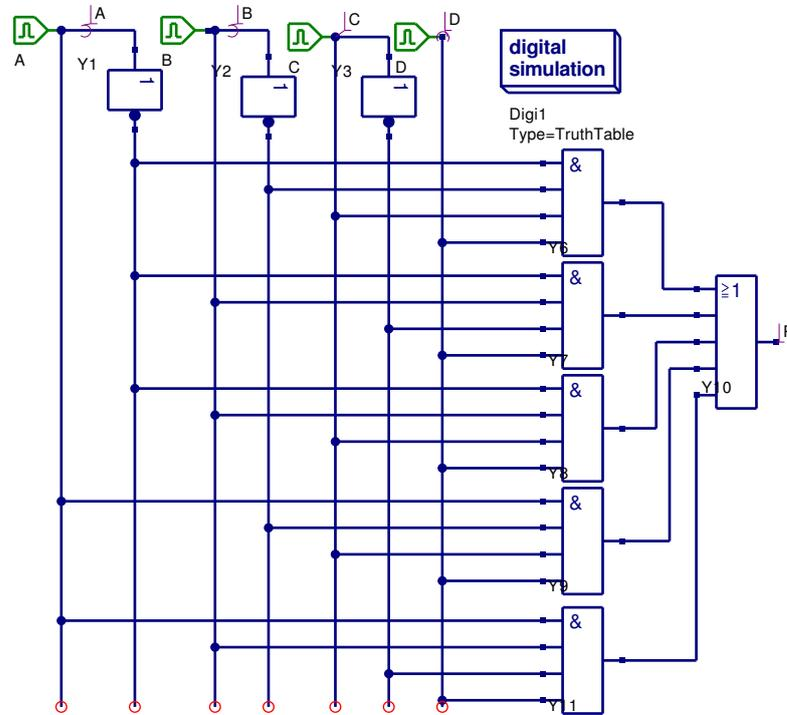 A
B
C
D
A
Y1
B
Y2
C
Y3
D
1
1
1
digital
simulation
Digi1
Type=TruthTable
&
Y6
&
Y7
≥1
Y10
&
Y8
&
Y9
&
Y11